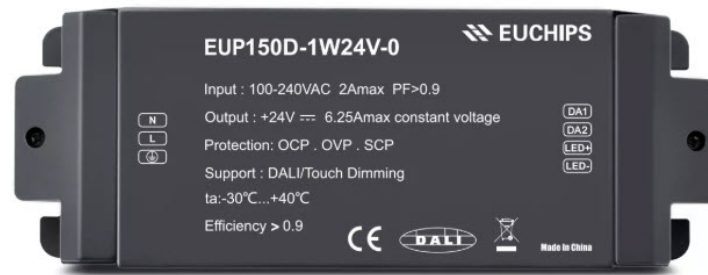 EUCHIPS
EUP150D-1W24V-0
Input : 100-240VAC 2Amax PF>0.9
Output : +24V ⎓ 6.25Amax constant voltage
Protection: OCP . OVP . SCP
Support : DALI/Touch Dimming
ta:-30℃...+40℃
Efficiency > 0.9
N
L
DA1
DA2
LED+
LED-
CE
DALI
Made In China